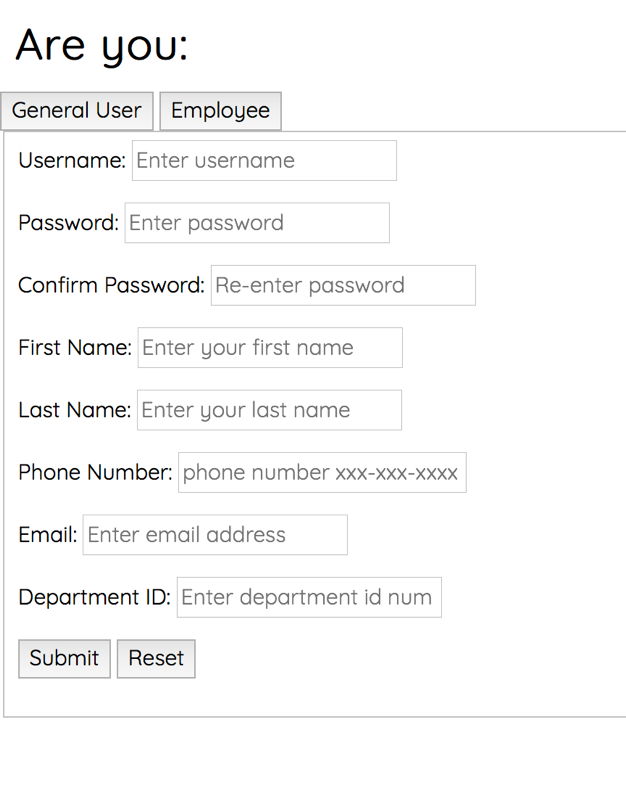 Are you:
General User Employee
Username: Enter username
Password: Enter password
Confirm Password: Re-enter password
First Name: Enter your first name
Last Name: Enter your last name
Phone Number: phone number xxx-xxx-xxxx
Email: Enter email address
Department ID: Enter department id num
Submit Reset